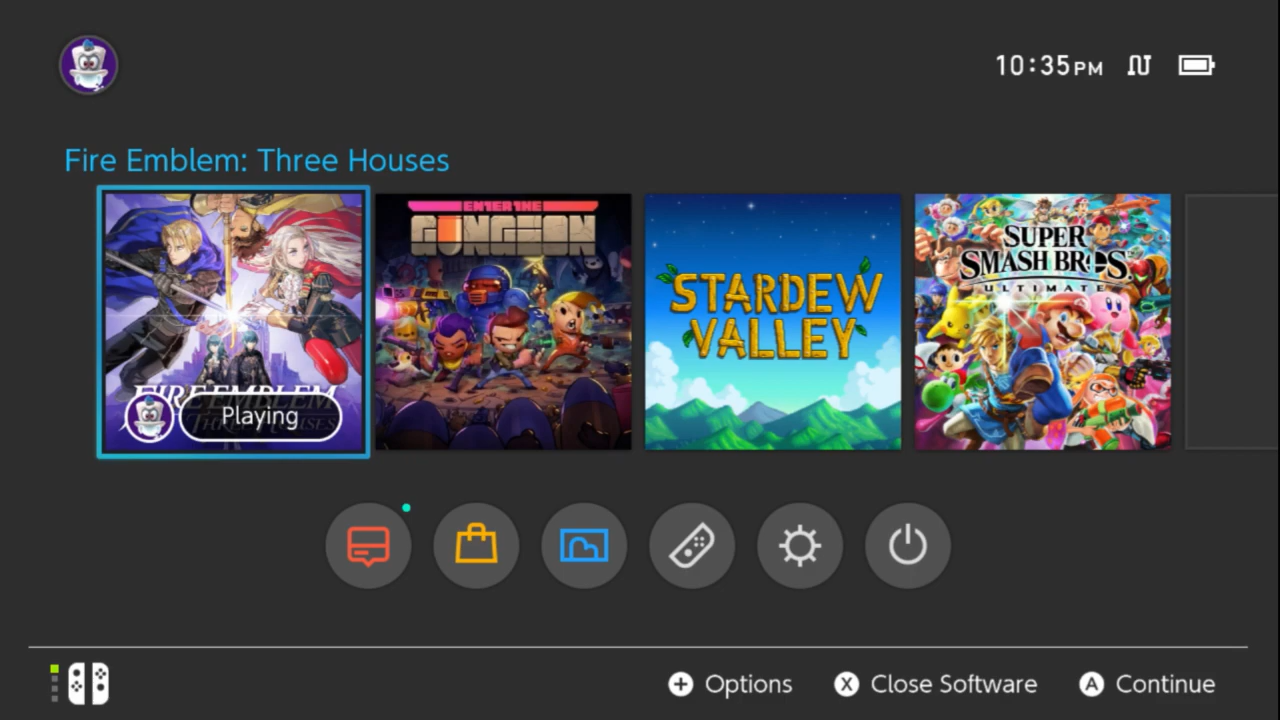 10:35PM
Fire Emblem: Three Houses
ENTER THE
GUNGEON
STARDEW
VALLEY
SUPER
SMASH BROS.
ULTIMATE
FIRE EMBLEM
THREE HOUSES
Playing
+ Options
X Close Software
A Continue